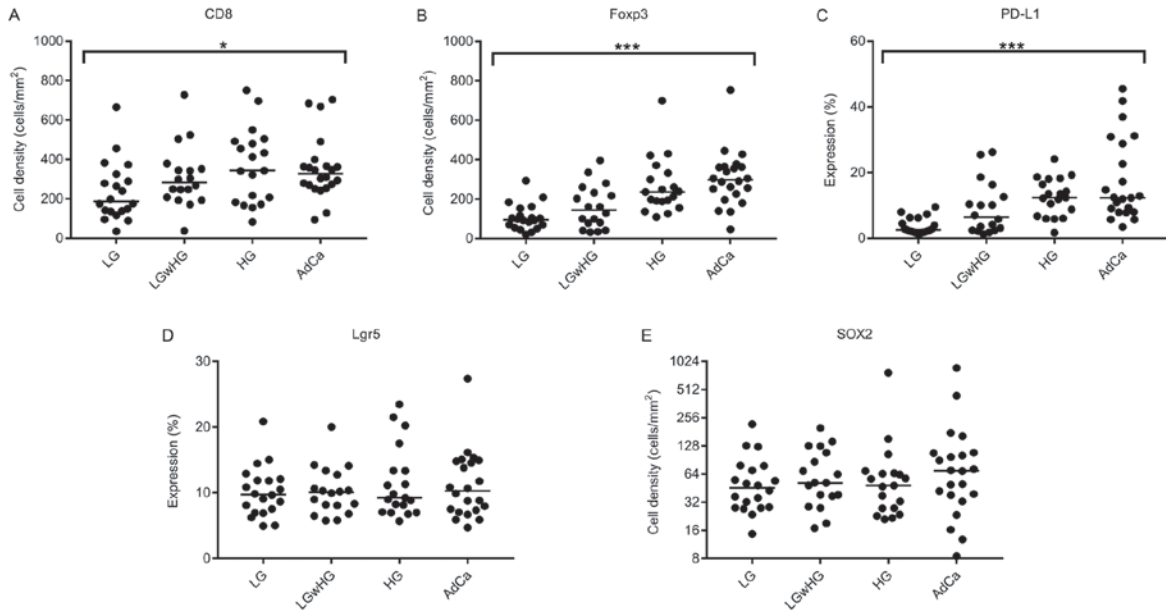 A
CD8
Cell density (cells/mm²)
1000
800
600
400
200
0
*
LG
LGwHG
HG
AdCa
B
Foxp3
Cell density (cells/mm²)
1000
800
600
400
200
0
***
LG
LGwHG
HG
AdCa
C
PD-L1
Expression (%)
60
40
20
0
***
LG
LGwHG
HG
AdCa
D
Lgr5
Expression (%)
30
20
10
0
LG
LGwHG
HG
AdCa
E
SOX2
Cell density (cells/mm²)
1024
512
256
128
64
32
16
8
LG
LGwHG
HG
AdCa